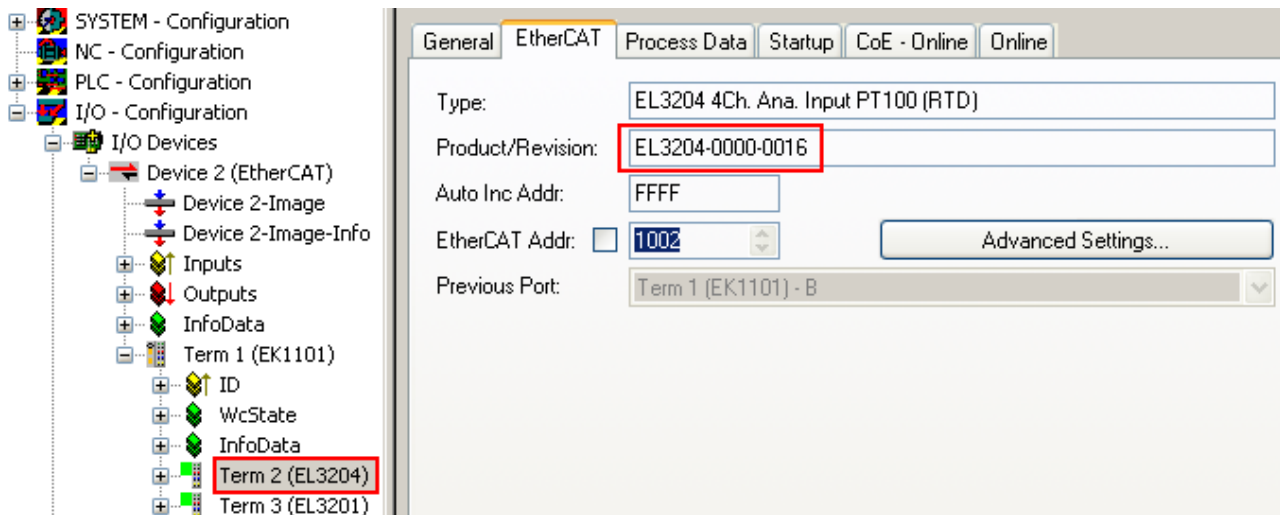 SYSTEM - Configuration
NC - Configuration
PLC - Configuration
I/O - Configuration
I/O Devices
Device 2 (EtherCAT)
Device 2-Image
Device 2-Image-Info
Inputs
Outputs
InfoData
Term 1 (EK1101)
ID
WcState
InfoData
Term 2 (EL3204)
Term 3 (EL3201)
General EtherCAT Process Data Startup CoE - Online Online
Type: EL3204 4Ch. Ana. Input PT100 (RTD)
Product/Revision: EL3204-0000-0016
Auto Inc Addr: FFFF
EtherCAT Addr: 1002 Advanced Settings...
Previous Port: Term 1 (EK1101) - B